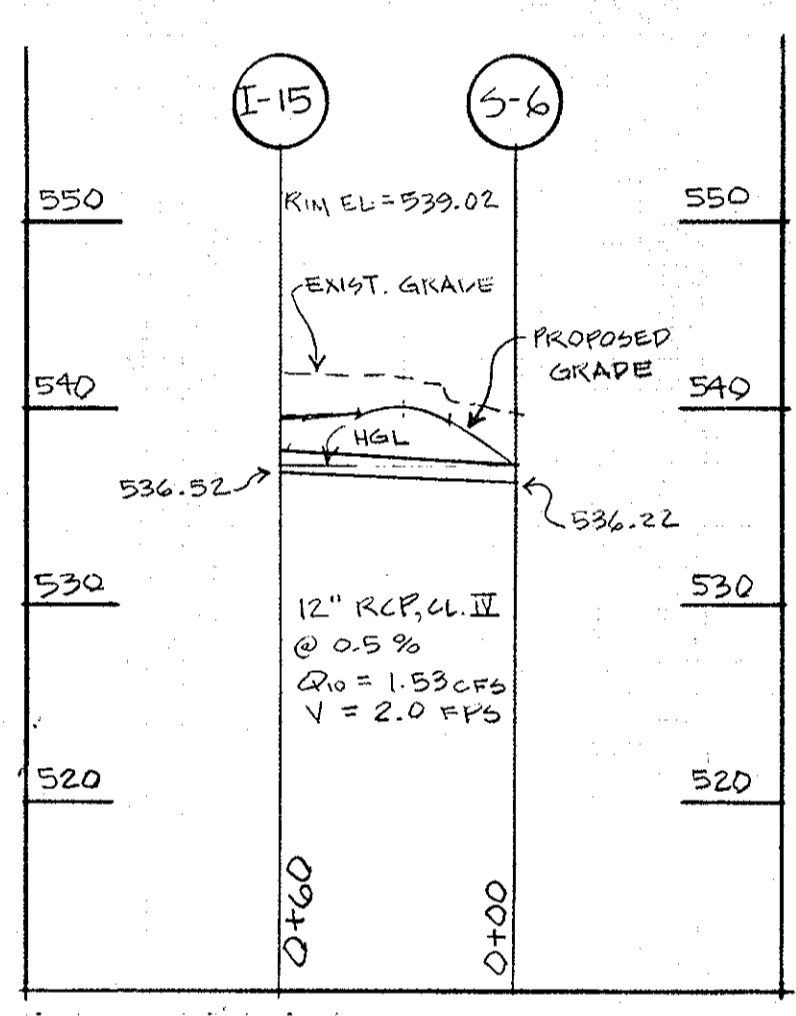 I-15
S-6
RIM EL = 539.02
550
550
EXIST. GRADE
PROPOSED
GRADE
540
540
HGL
536.52
536.22
530
530
12" RCP, CL. IV
@ 0.5 %
Q10 = 1.53 CFS
V = 2.0 FPS
520
520
0+60
0+00